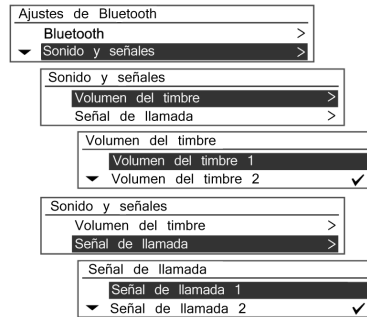 Ajustes de Bluetooth
Bluetooth >
Sonido y señales >
Sonido y señales
Volumen del timbre >
Señal de llamada >
Volumen del timbre
Volumen del timbre 1
Volumen del timbre 2 ✓
Sonido y señales
Volumen del timbre >
Señal de llamada >
Señal de llamada
Señal de llamada 1
Señal de llamada 2 ✓